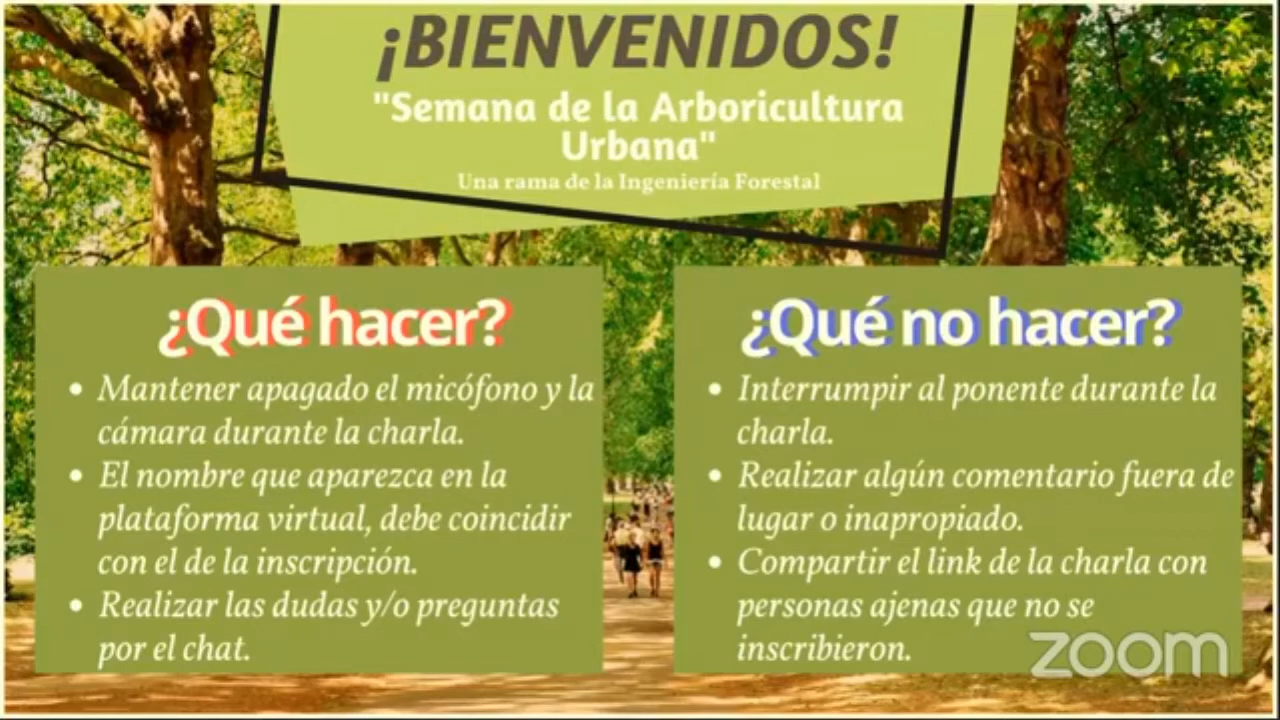 ¡BIENVENIDOS!
"Semana de la Arboricultura
Urbana"
Una rama de la Ingeniería Forestal
¿Qué hacer?
• Mantener apagado el micófono y la
cámara durante la charla.
• El nombre que aparezca en la
plataforma virtual, debe coincidir
con el de la inscripción.
• Realizar las dudas y/o preguntas
por el chat.
¿Qué no hacer?
• Interrumpir al ponente durante la
charla.
• Realizar algún comentario fuera de
lugar o inapropiado.
• Compartir el link de la charla con
personas ajenas que no se
inscribieron.
zoom